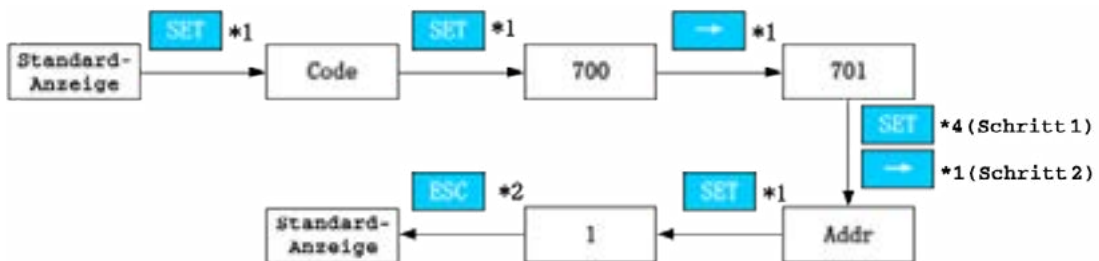 SET *1
SET *1
→ *1
Standard-
Anzeige
Code
700
701
SET *4(Schritt 1)
→ *1(Schritt 2)
ESC *2
SET *1
Standard-
Anzeige
1
Addr